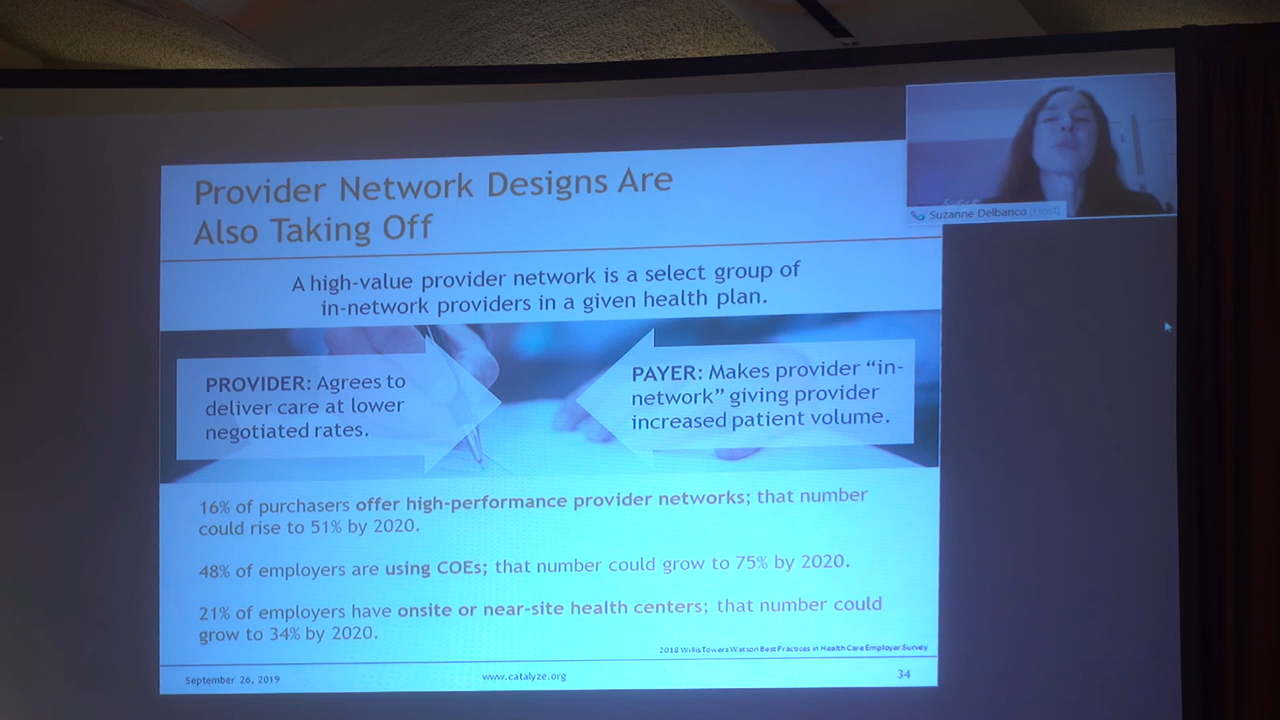 Provider Network Designs Are
Also Taking Off
Suzanne Delbanco (Host)
A high-value provider network is a select group of
in-network providers in a given health plan.
PROVIDER: Agrees to
deliver care at lower
negotiated rates.
PAYER: Makes provider “in-
network” giving provider
increased patient volume.
16% of purchasers offer high-performance provider networks; that number
could rise to 51% by 2020.
48% of employers are using COEs; that number could grow to 75% by 2020.
21% of employers have onsite or near-site health centers; that number could
grow to 34% by 2020.
2018 Willis Towers Watson Best Practices in Health Care Employer Survey
September 26, 2019
www.catalyze.org
34